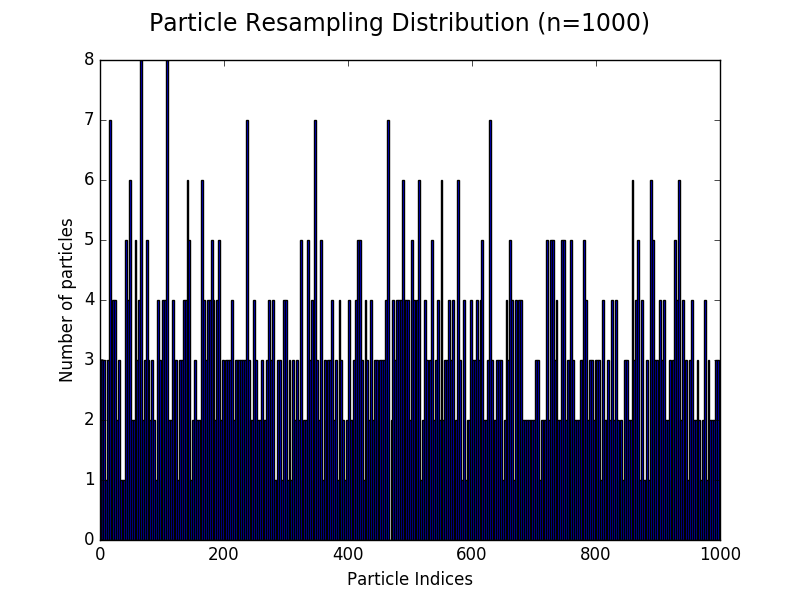 Particle Resampling Distribution (n=1000)
8
7
6
5
4
3
2
1
0
Number of particles
0 200 400 600 800 1000
Particle Indices